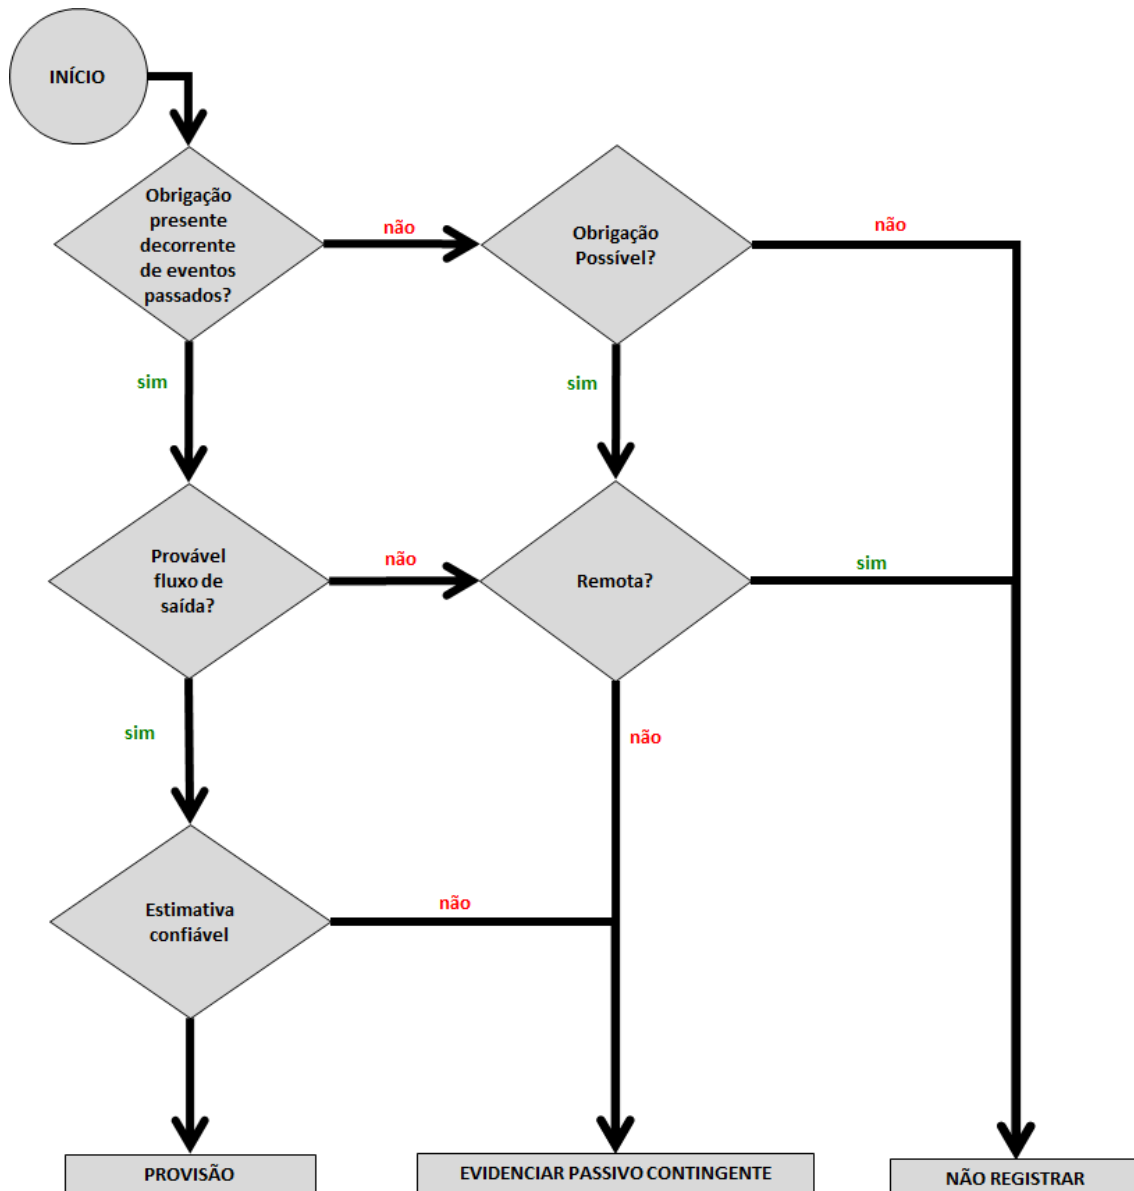 INÍCIO
Obrigação
presente
decorrente
de eventos
passados?
não
Obrigação
Possível?
não
sim
sim
Provável
fluxo de
saída?
não
Remota?
sim
sim
não
Estimativa
confiável
não
PROVISÃO
EVIDENCIAR PASSIVO CONTINGENTE
NÃO REGISTRAR